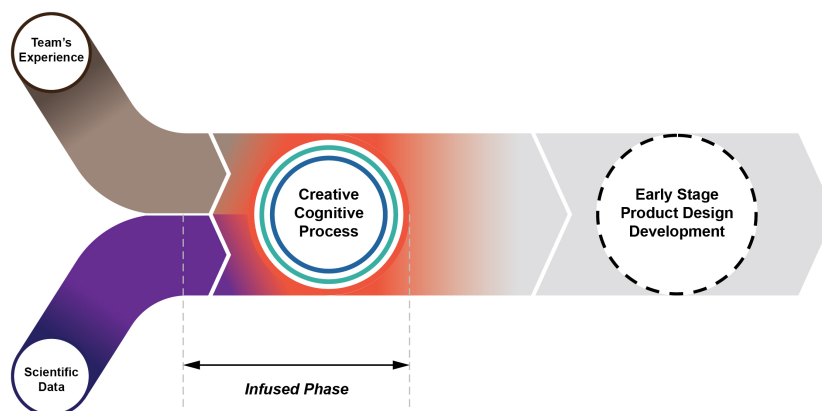 Team's
Experience
Creative
Cognitive
Process
Early Stage
Product Design
Development
Scientific
Data
Infused Phase